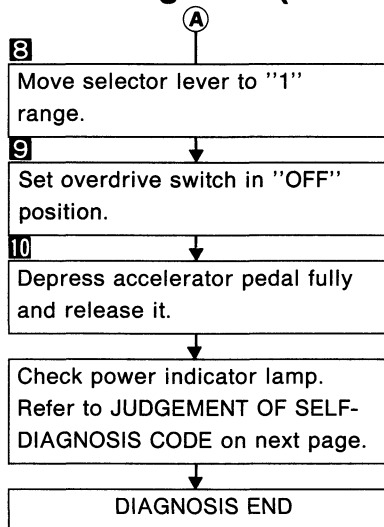 A
8
Move selector lever to "1"
range.
9
Set overdrive switch in "OFF"
position.
10
Depress accelerator pedal fully
and release it.
Check power indicator lamp.
Refer to JUDGEMENT OF SELF-
DIAGNOSIS CODE on next page.
DIAGNOSIS END